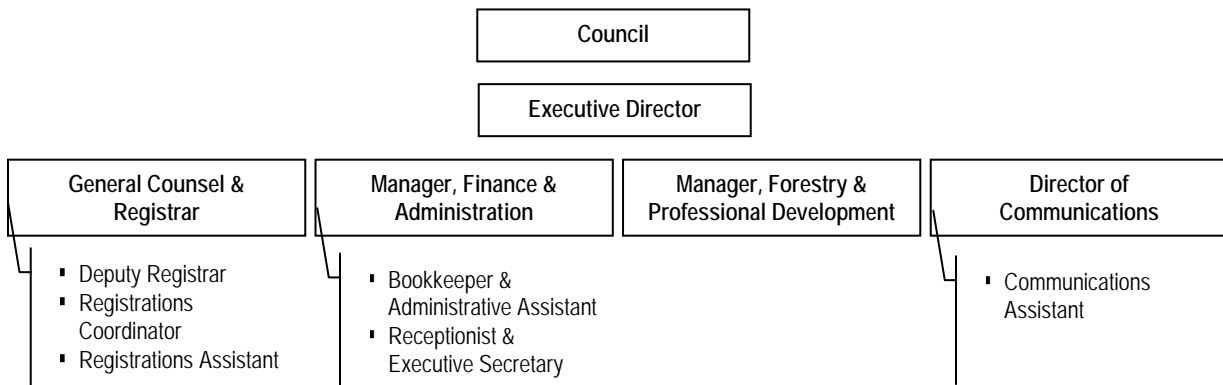 Council
Executive Director
General Counsel &
Registrar
Manager, Finance &
Administration
Manager, Forestry &
Professional Development
Director of
Communications
▪ Deputy Registrar
▪ Registrations
Coordinator
▪ Registrations Assistant
▪ Bookkeeper &
Administrative Assistant
▪ Receptionist &
Executive Secretary
▪ Communications
Assistant